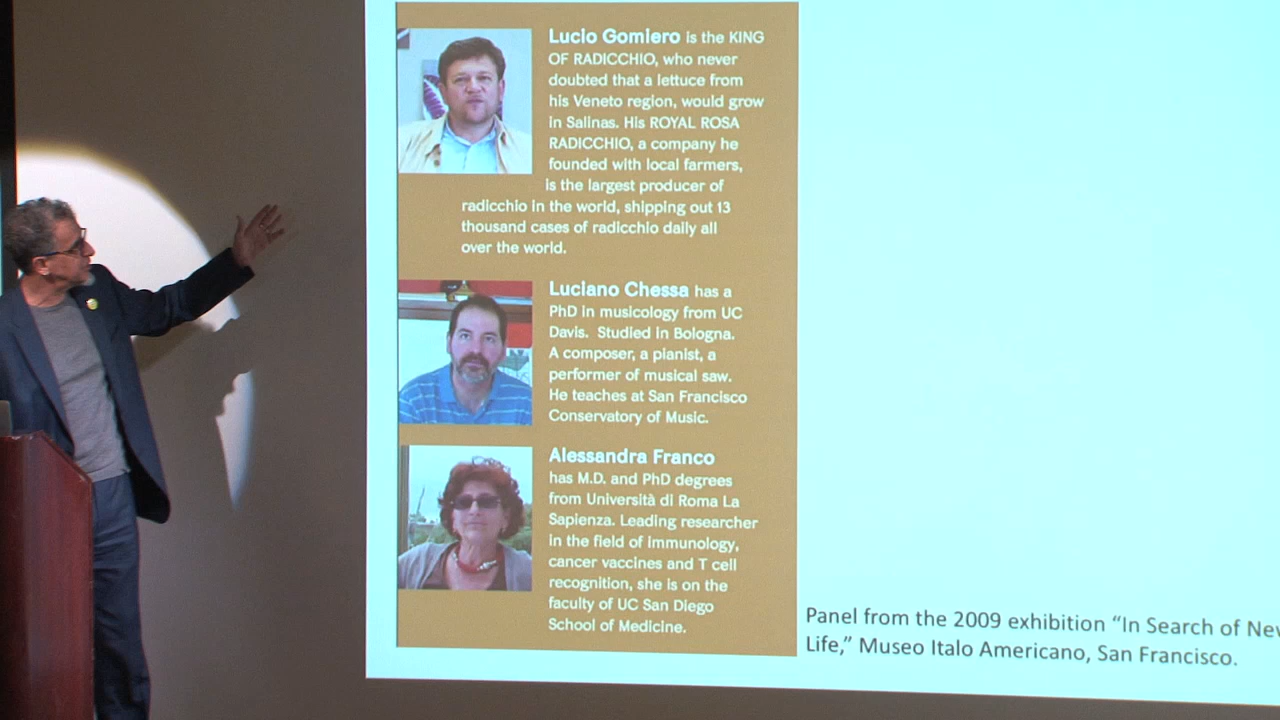 Lucio Gomiero is the KING
OF RADICCHIO, who never
doubted that a lettuce from
his Veneto region, would grow
in Salinas. His ROYAL ROSA
RADICCHIO, a company he
founded with local farmers,
is the largest producer of
radicchio in the world, shipping out 13
thousand cases of radicchio daily all
over the world.
Luciano Chessa has a
PhD in musicology from UC
Davis. Studied in Bologna.
A composer, a pianist, a
performer of musical saw.
He teaches at San Francisco
Conservatory of Music.
Alessandra Franco
has M.D. and PhD degrees
from Università di Roma La
Sapienza. Leading researcher
in the field of immunology,
cancer vaccines and T cell
recognition, she is on the
faculty of UC San Diego
School of Medicine.
Panel from the 2009 exhibition “In Search of New
Life,” Museo Italo Americano, San Francisco.